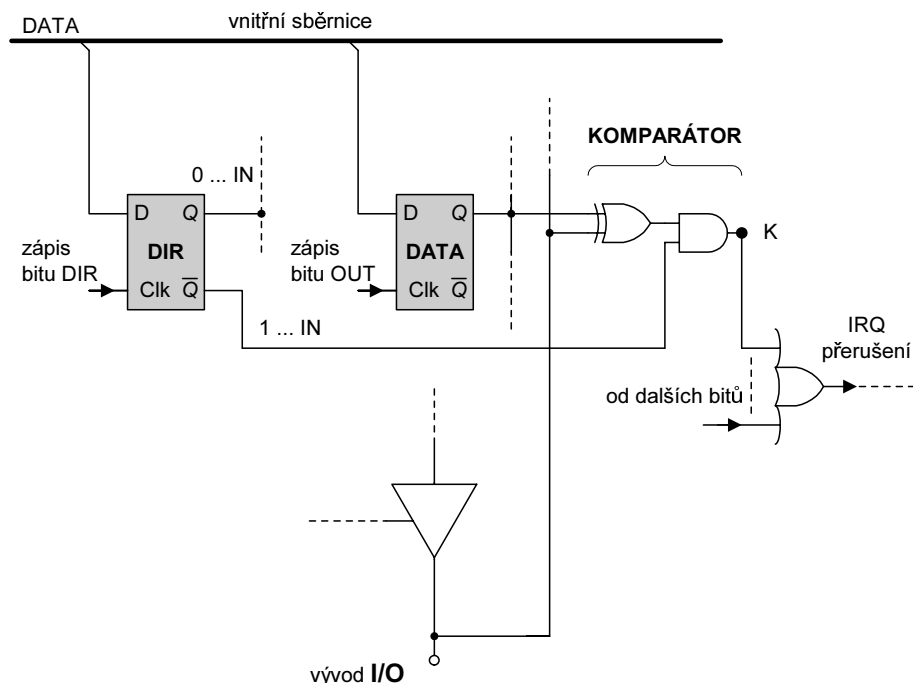 DATA
vnitřní sběrnice
KOMPARÁTOR
0 ... IN
D Q
DIR
Clk Q
zápis
bitu DIR
1 ... IN
D Q
DATA
Clk Q
zápis
bitu OUT
K
IRQ
přerušení
od dalších bitů
vývod I/O